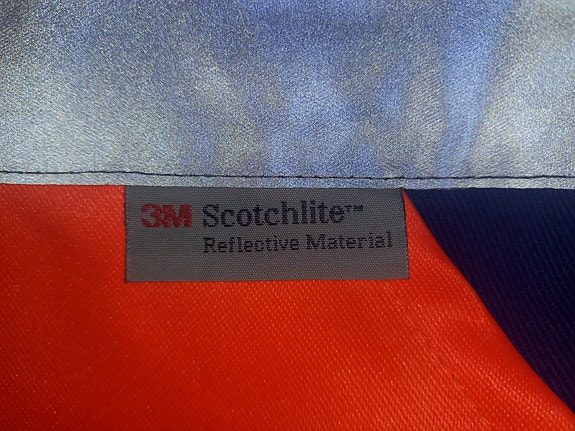 3M Scotchlite™
Reflective Material